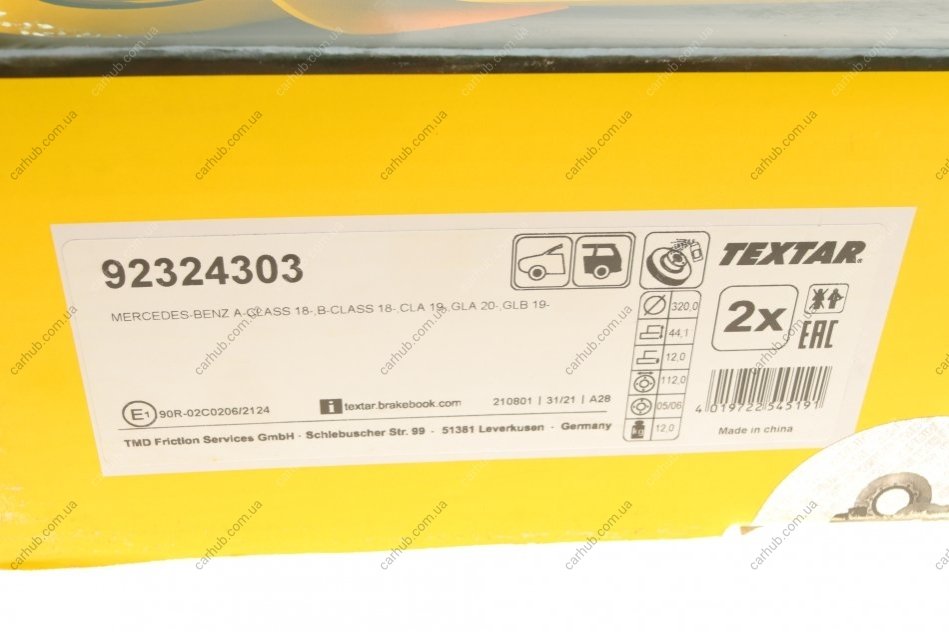 92324303
MERCEDES-BENZ A-CLASS 18-,B-CLASS 18-,CLA 19-,GLA 20-,GLB 19-
E1 90R-02C0206/2124
i textar.brakebook.com
210801 | 31/21 | A28
TMD Friction Services GmbH · Schlebuscher Str. 99 · 51381 Leverkusen · Germany
320,0
44,1
12,0
112,0
05/06
kg 12,0
TEXTAR®
2x
EAC
4 019722 545191
Made in china
carhub.com.ua